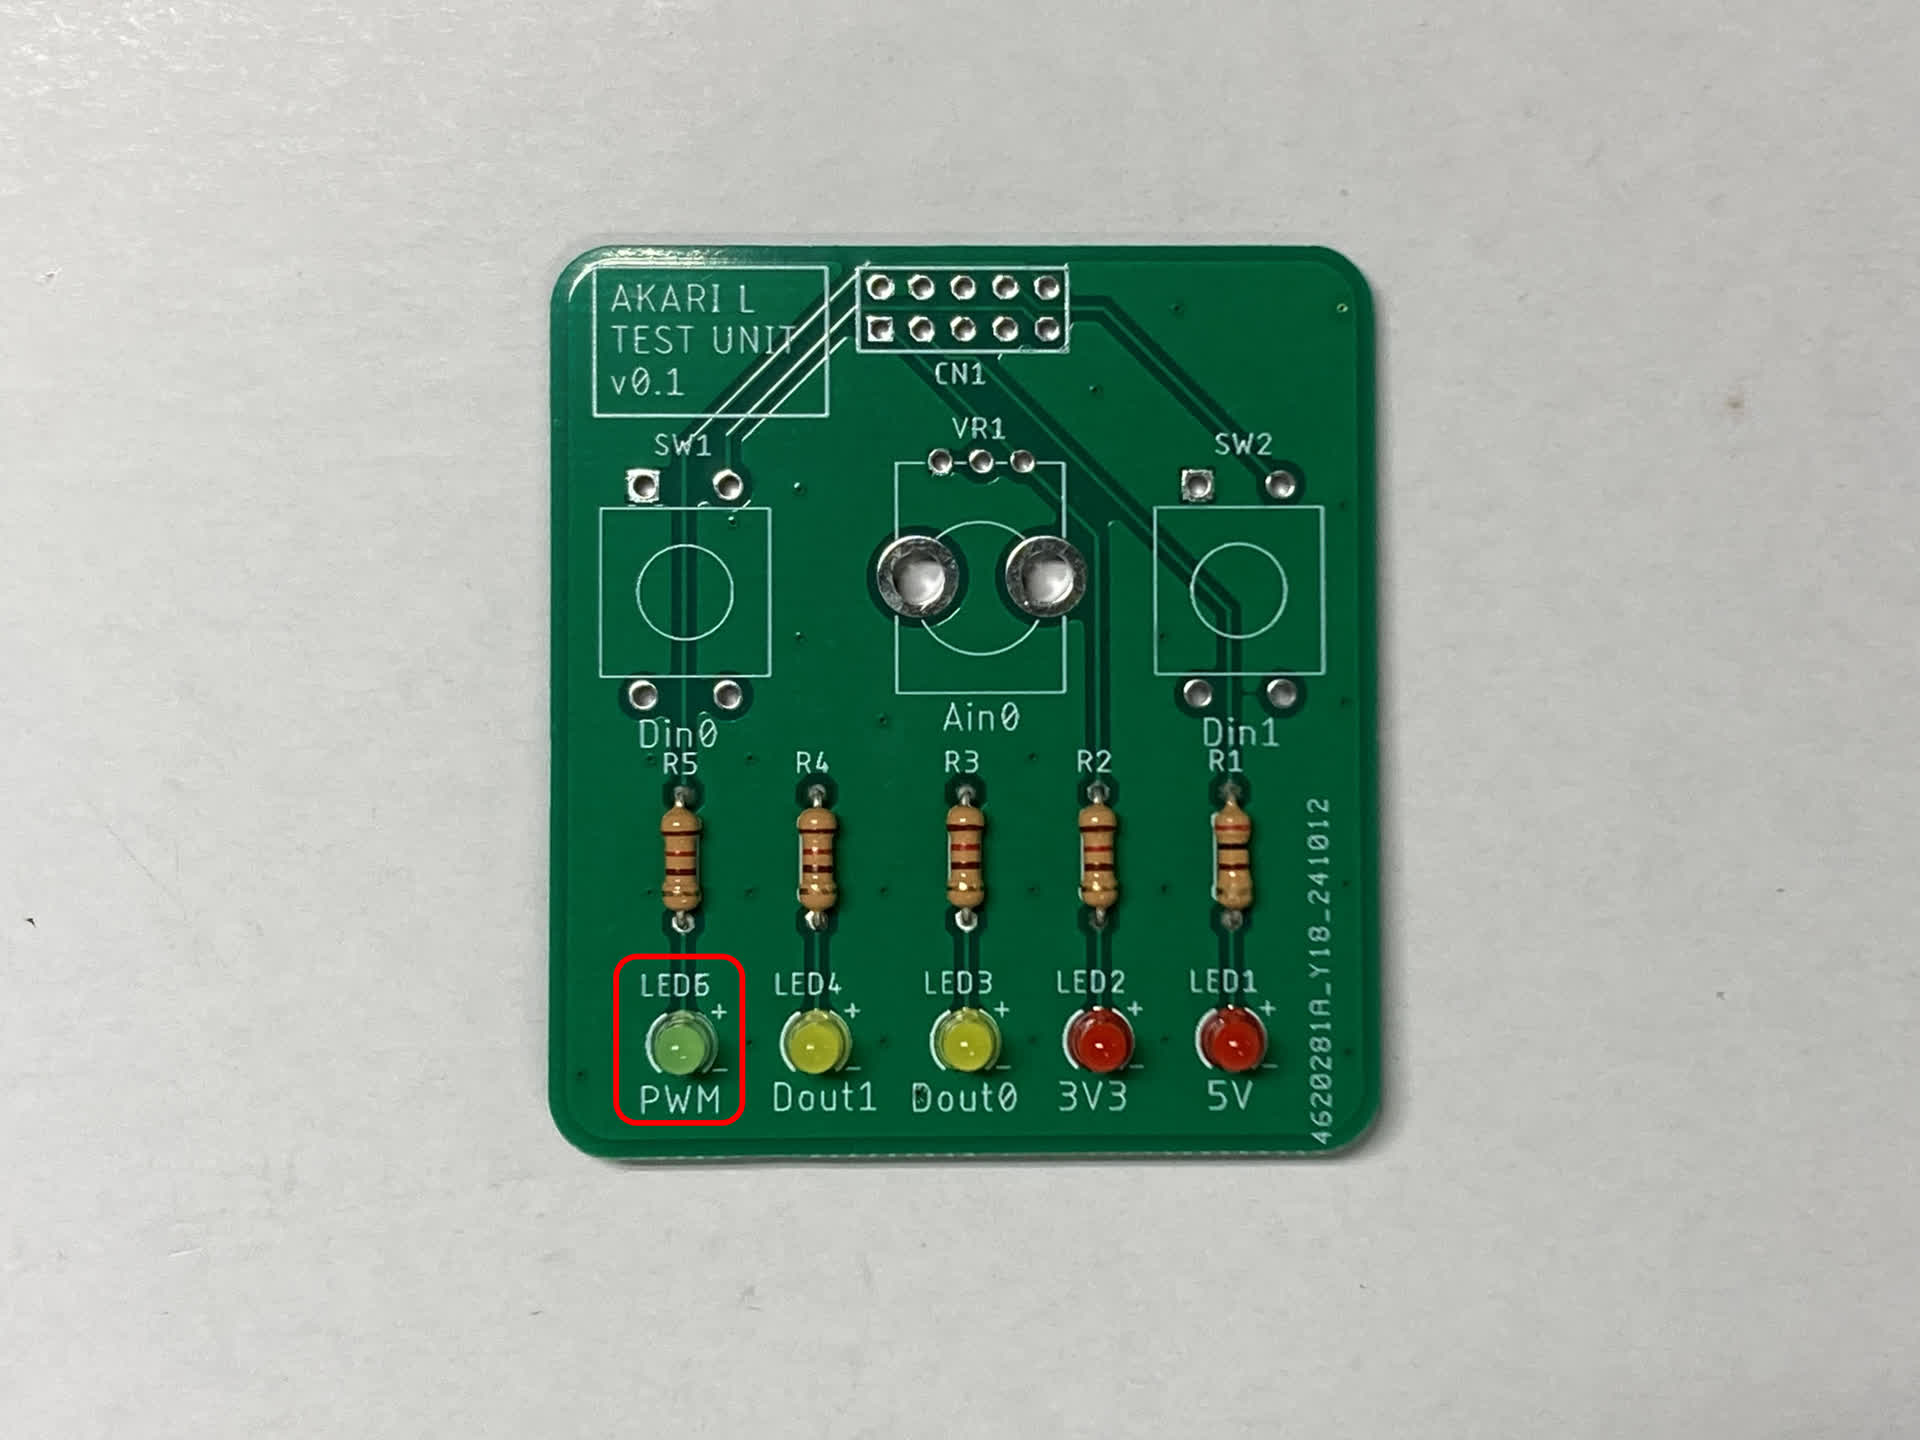 AKARI L
TEST UNIT
v0.1
CN1
SW1
VR1
SW2
Din0
Ain0
Din1
R5
R4
R3
R2
R1
LED6
LED4
LED3
LED2
LED1
+
+
+
+
+
-
-
-
-
-
PWM
Dout1
Dout0
3V3
5V
4620281A_Y18_241012